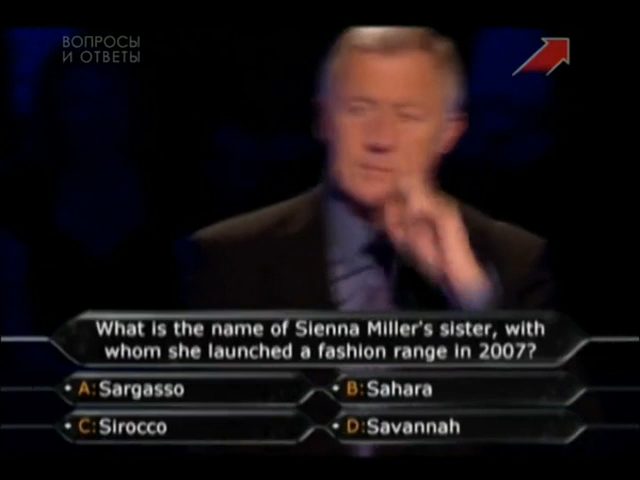 ВОПРОСЫ
И ОТВЕТЫ
What is the name of Sienna Miller's sister, with
whom she launched a fashion range in 2007?
A: Sargasso
B: Sahara
C: Sirocco
D: Savannah